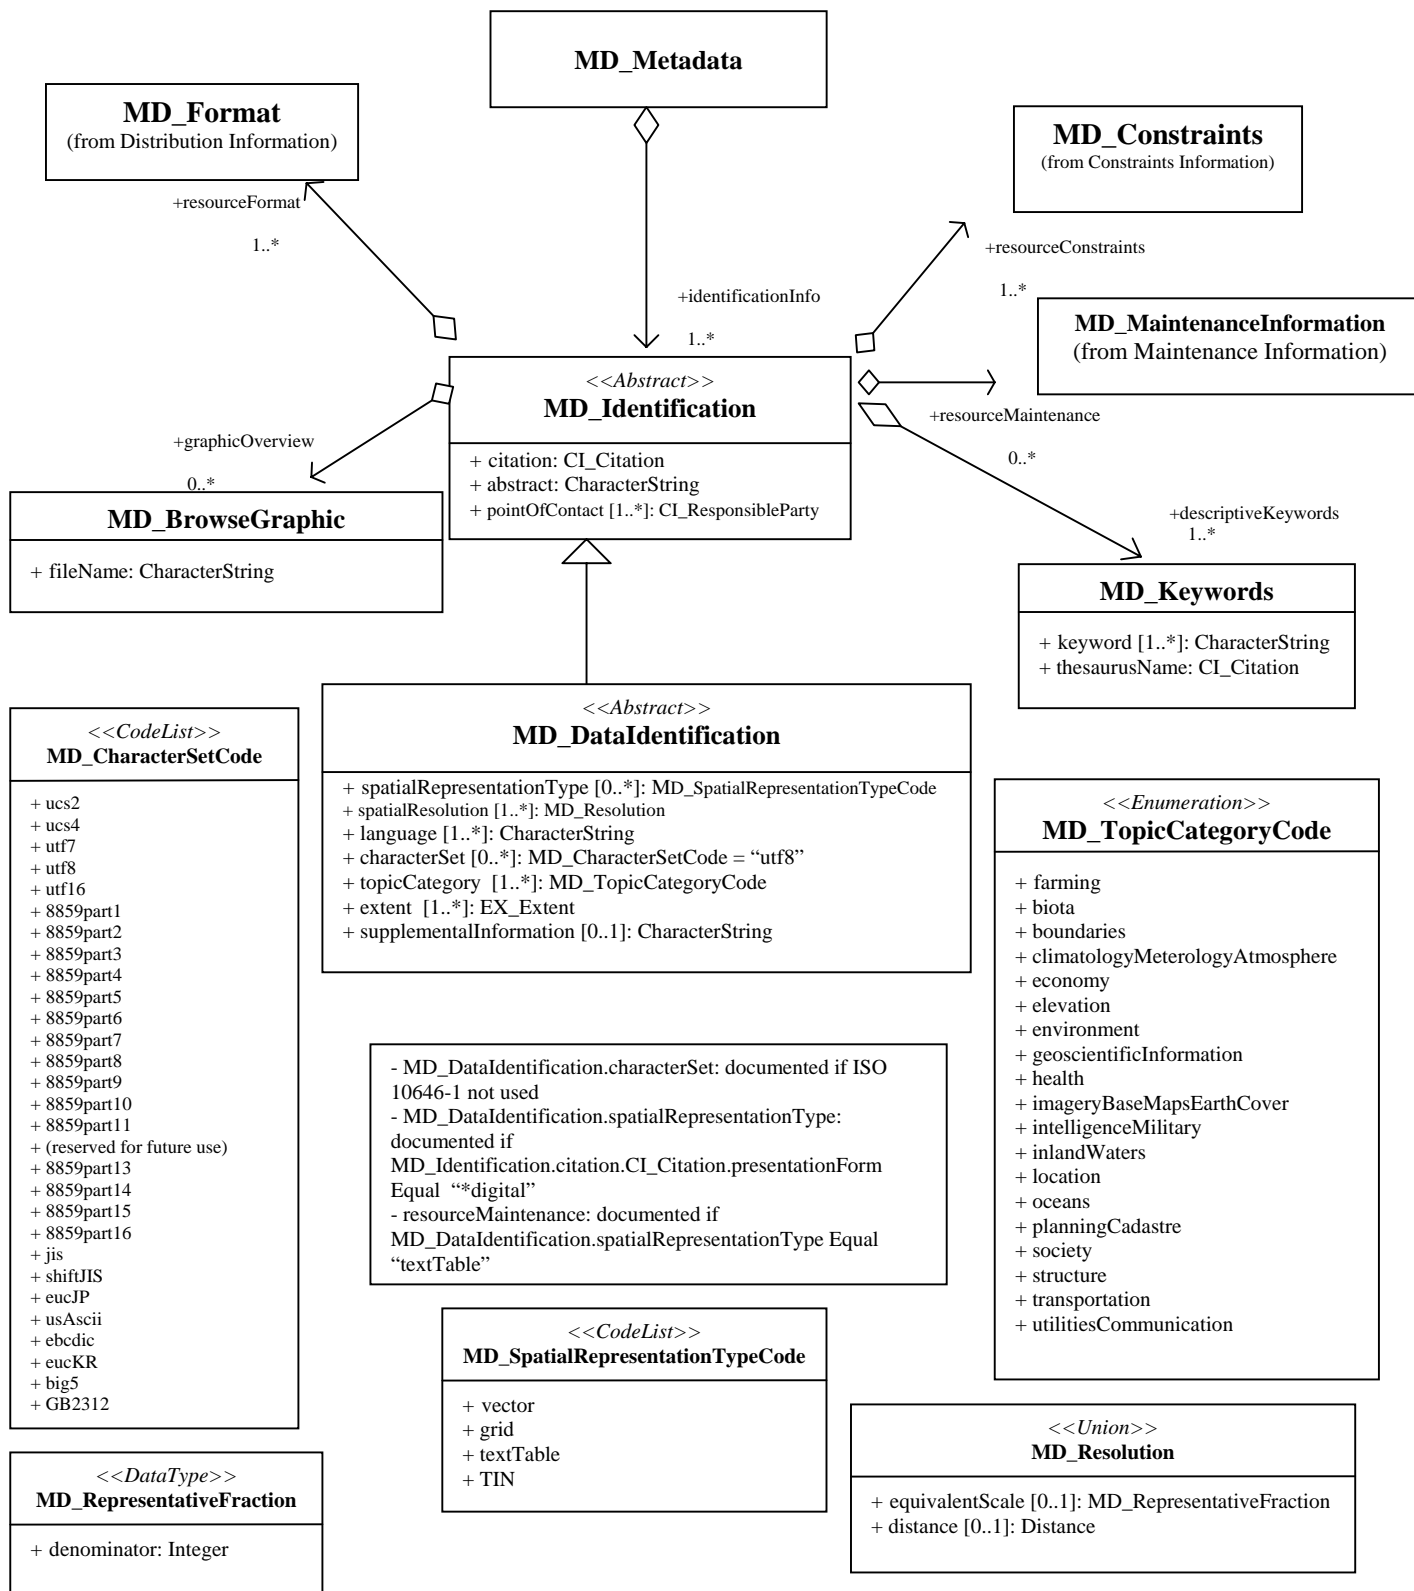 MD_Metadata
MD_Format
(from Distribution Information)
MD_Constraints
(from Constraints Information)
+resourceFormat
1..*
+resourceConstraints
1..*
+identificationInfo
1..*
MD_MaintenanceInformation
(from Maintenance Information)
<<Abstract>>
MD_Identification
+ citation: CI_Citation
+ abstract: CharacterString
+ pointOfContact [1..*]: CI_ResponsibleParty
+resourceMaintenance
0..*
+graphicOverview
0..*
MD_BrowseGraphic
+ fileName: CharacterString
+descriptiveKeywords
1..*
MD_Keywords
+ keyword [1..*]: CharacterString
+ thesaurusName: CI_Citation
<<Abstract>>
MD_DataIdentification
+ spatialRepresentationType [0..*]: MD_SpatialRepresentationTypeCode
+ spatialResolution [1..*]: MD_Resolution
+ language [1..*]: CharacterString
+ characterSet [0..*]: MD_CharacterSetCode = “utf8”
+ topicCategory [1..*]: MD_TopicCategoryCode
+ extent [1..*]: EX_Extent
+ supplementalInformation [0..1]: CharacterString
<<CodeList>>
MD_CharacterSetCode
+ ucs2
+ ucs4
+ utf7
+ utf8
+ utf16
+ 8859part1
+ 8859part2
+ 8859part3
+ 8859part4
+ 8859part5
+ 8859part6
+ 8859part7
+ 8859part8
+ 8859part9
+ 8859part10
+ 8859part11
+ (reserved for future use)
+ 8859part13
+ 8859part14
+ 8859part15
+ 8859part16
+ jis
+ shiftJIS
+ eucJP
+ usAscii
+ ebcdic
+ eucKR
+ big5
+ GB2312
<<Enumeration>>
MD_TopicCategoryCode
+ farming
+ biota
+ boundaries
+ climatologyMeterologyAtmosphere
+ economy
+ elevation
+ environment
+ geoscientificInformation
+ health
+ imageryBaseMapsEarthCover
+ intelligenceMilitary
+ inlandWaters
+ location
+ oceans
+ planningCadastre
+ society
+ structure
+ transportation
+ utilitiesCommunication
- MD_DataIdentification.characterSet: documented if ISO
10646-1 not used
- MD_DataIdentification.spatialRepresentationType:
documented if
MD_Identification.citation.CI_Citation.presentationForm
Equal “*digital”
- resourceMaintenance: documented if
MD_DataIdentification.spatialRepresentationType Equal
“textTable”
<<CodeList>>
MD_SpatialRepresentationTypeCode
+ vector
+ grid
+ textTable
+ TIN
<<Union>>
MD_Resolution
+ equivalentScale [0..1]: MD_RepresentativeFraction
+ distance [0..1]: Distance
<<DataType>>
MD_RepresentativeFraction
+ denominator: Integer